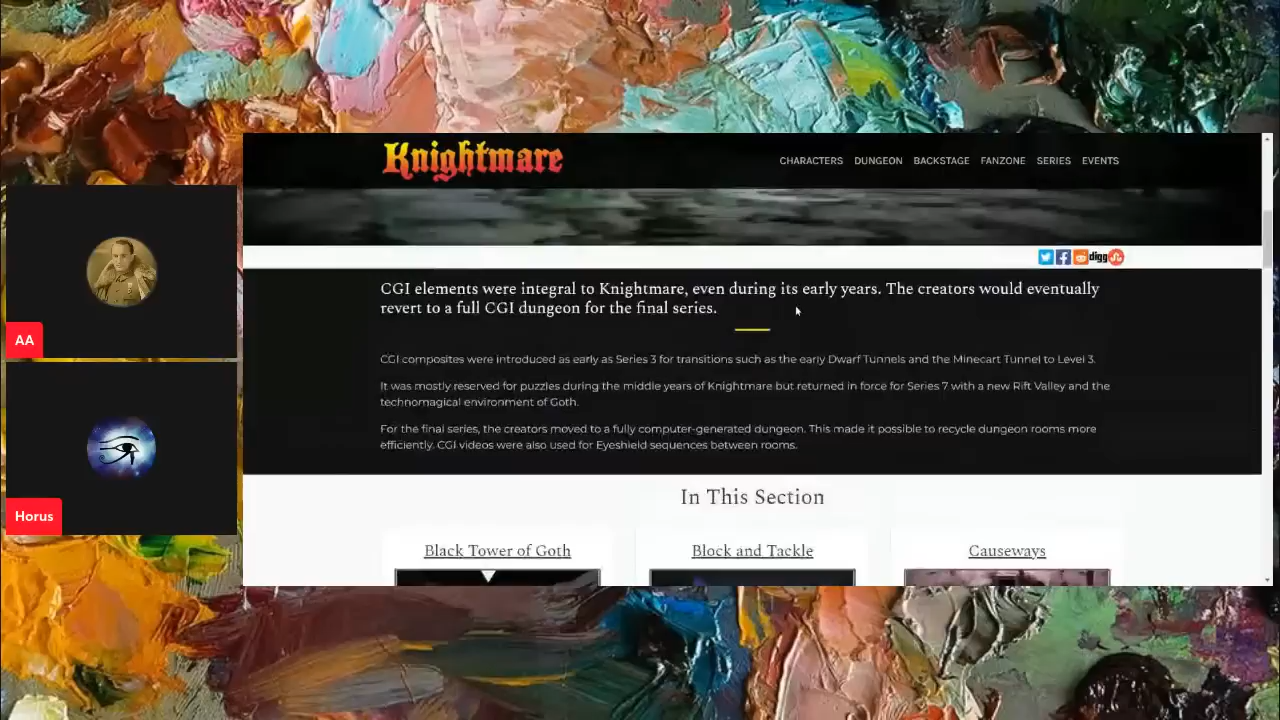 Knightmare
CHARACTERS DUNGEON BACKSTAGE FANZONE SERIES EVENTS
digg
CGI elements were integral to Knightmare, even during its early years. The creators would eventually
revert to a full CGI dungeon for the final series.
CGI composites were introduced as early as Series 3 for transitions such as the early Dwarf Tunnels and the Minecart Tunnel to Level 3.
It was mostly reserved for puzzles during the middle years of Knightmare but returned in force for Series 7 with a new Rift Valley and the
technomagical environment of Goth.
For the final series, the creators moved to a fully computer-generated dungeon. This made it possible to recycle dungeon rooms more
efficiently. CGI videos were also used for Eyeshield sequences between rooms.
In This Section
Black Tower of Goth
Block and Tackle
Causeways
AA
Horus